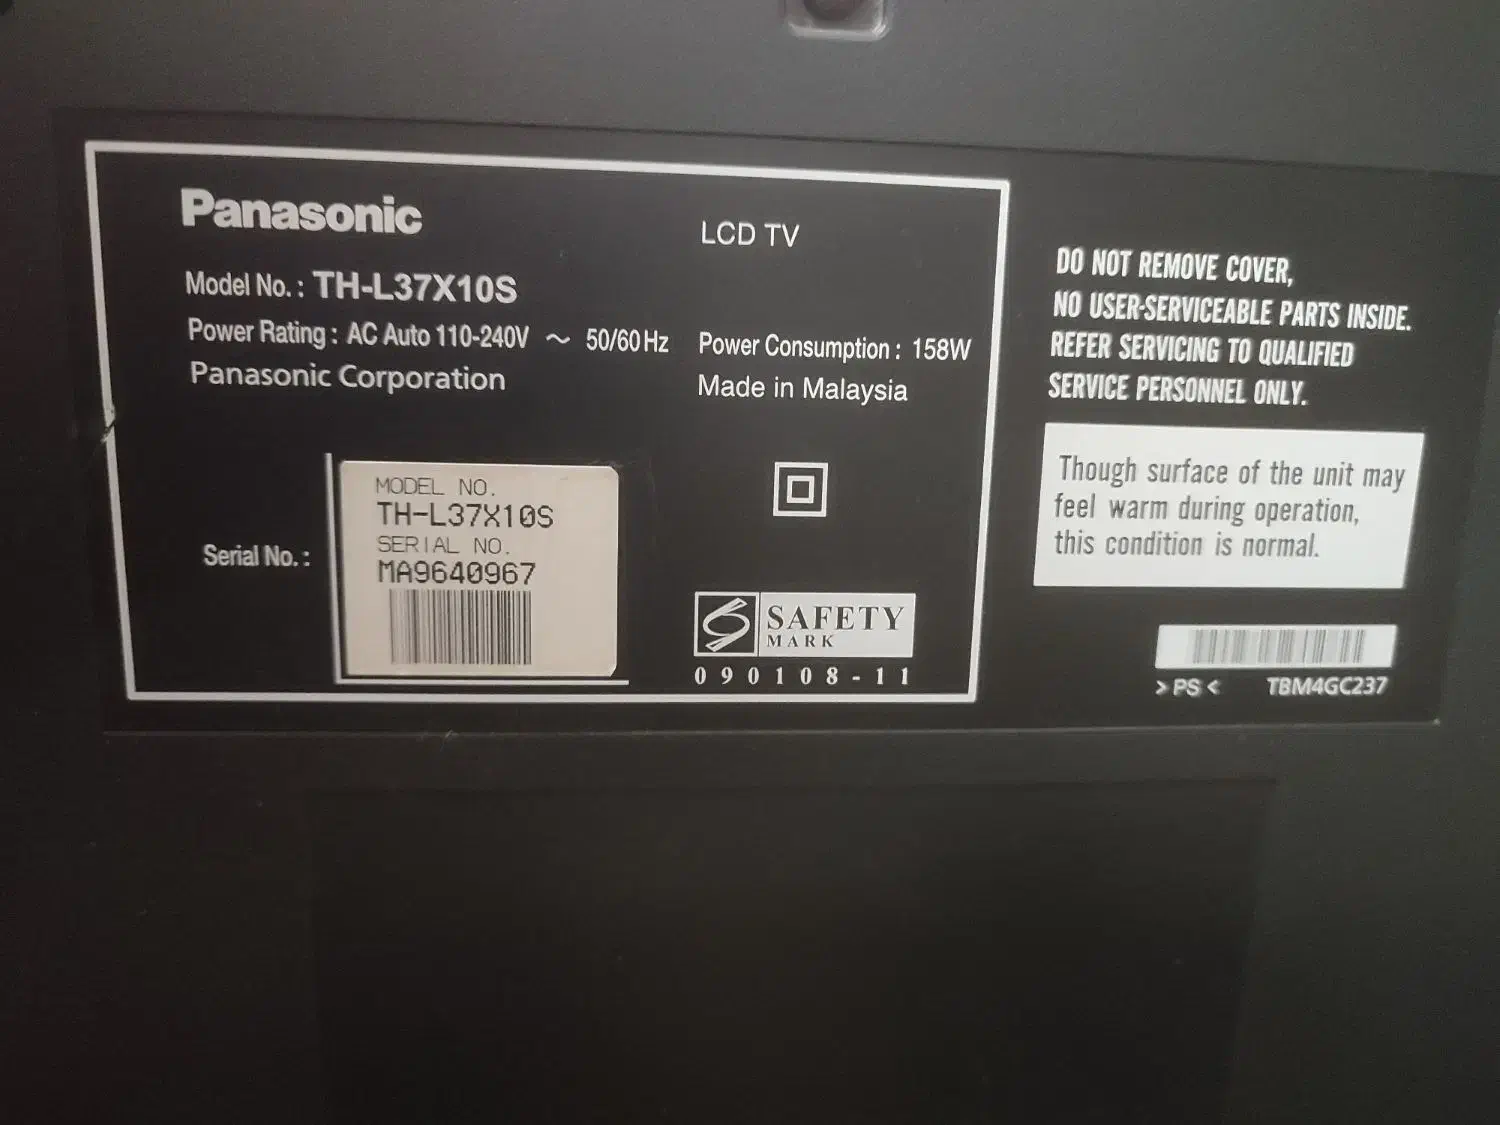 Panasonic
LCD TV
Model No. : TH-L37X10S
Power Rating : AC Auto 110-240V ~ 50/60Hz
Power Consumption : 158W
Panasonic Corporation
Made in Malaysia
Serial No. :
MODEL NO.
TH-L37X10S
SERIAL NO.
MA9640967
SAFETY
MARK
090108-11
DO NOT REMOVE COVER,
NO USER-SERVICEABLE PARTS INSIDE.
REFER SERVICING TO QUALIFIED
SERVICE PERSONNEL ONLY.
Though surface of the unit may
feel warm during operation,
this condition is normal.
>PS< TBM4GC237